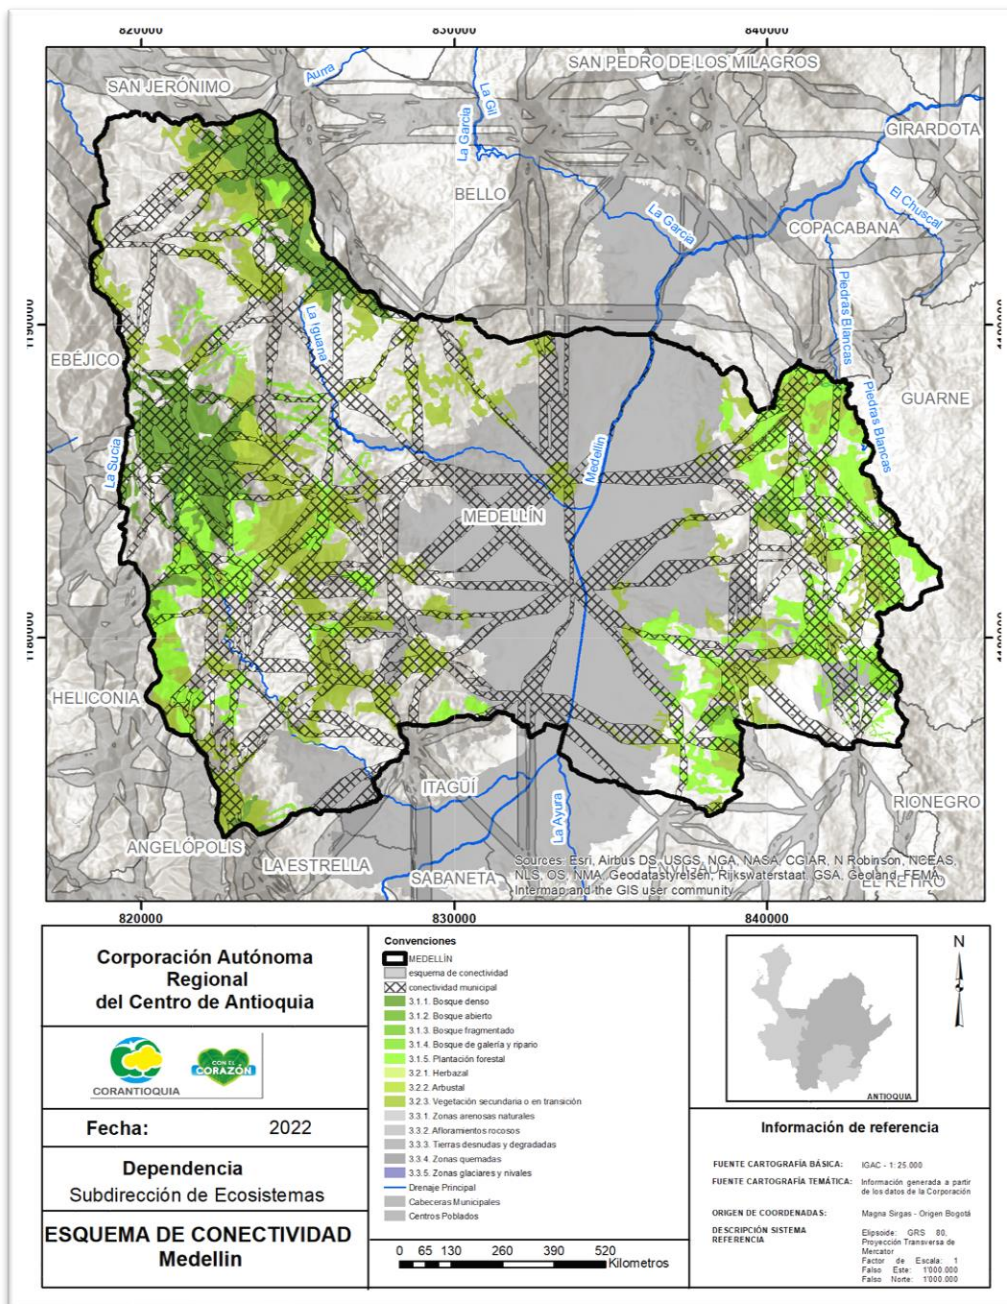 820000 830000 840000
SAN JERÓNIMO
Aurra
La Gil
La García
SAN PEDRO DE LOS MILAGROS
GIRARDOTA
BELLO
La García
El Chuscal
COPACABANA
Piedras Blancas
1190000
La Iguana
EBÉJICO
GUARNE
Piedras Blancas
La Sucia
Medellín
MEDELLÍN
1180000
HELICONIA
ITAGÜÍ
RIONEGRO
ANGELÓPOLIS
LA ESTRELLA
SABANETA
La Ayura
EL RETIRO
Sources: Esri, Airbus DS, USGS, NGA, NASA, CGIAR, N Robinson, NCEAS,
NLS, OS, NMA, Geodatastyrelsen, Rijkswaterstaat, GSA, Geoland, FEMA,
Intermap and the GIS user community
820000 830000 840000
Corporación Autónoma
Regional
del Centro de Antioquia
CORANTIOQUIA
CON EL
CORAZÓN
Fecha: 2022
Dependencia
Subdirección de Ecosistemas
ESQUEMA DE CONECTIVIDAD
Medellin
Convenciones
MEDELLÍN
esquema de conectividad
conectividad municipal
3.1.1. Bosque denso
3.1.2. Bosque abierto
3.1.3. Bosque fragmentado
3.1.4. Bosque de galería y ripario
3.1.5. Plantación forestal
3.2.1. Herbazal
3.2.2. Arbustal
3.2.3. Vegetación secundaria o en transición
3.3.1. Zonas arenosas naturales
3.3.2. Afloramientos rocosos
3.3.3. Tierras desnudas y degradadas
3.3.4. Zonas quemadas
3.3.5. Zonas glaciares y nivales
Drenaje Principal
Cabeceras Municipales
Centros Poblados
0 65 130 260 390 520
Kilometros
N
ANTIOQUIA
Información de referencia
FUENTE CARTOGRAFÍA BÁSICA: IGAC - 1: 25.000
FUENTE CARTOGRAFÍA TEMÁTICA: Información generada a partir
de los datos de la Corporación
ORIGEN DE COORDENADAS: Magna Sirgas - Origen Bogotá
DESCRIPCIÓN SISTEMA
REFERENCIA
Elipsoide: GRS 80,
Proyección Transversa de
Mercator
Factor de Escala: 1
Falso Este: 1'000.000
Falso Norte: 1'000.000